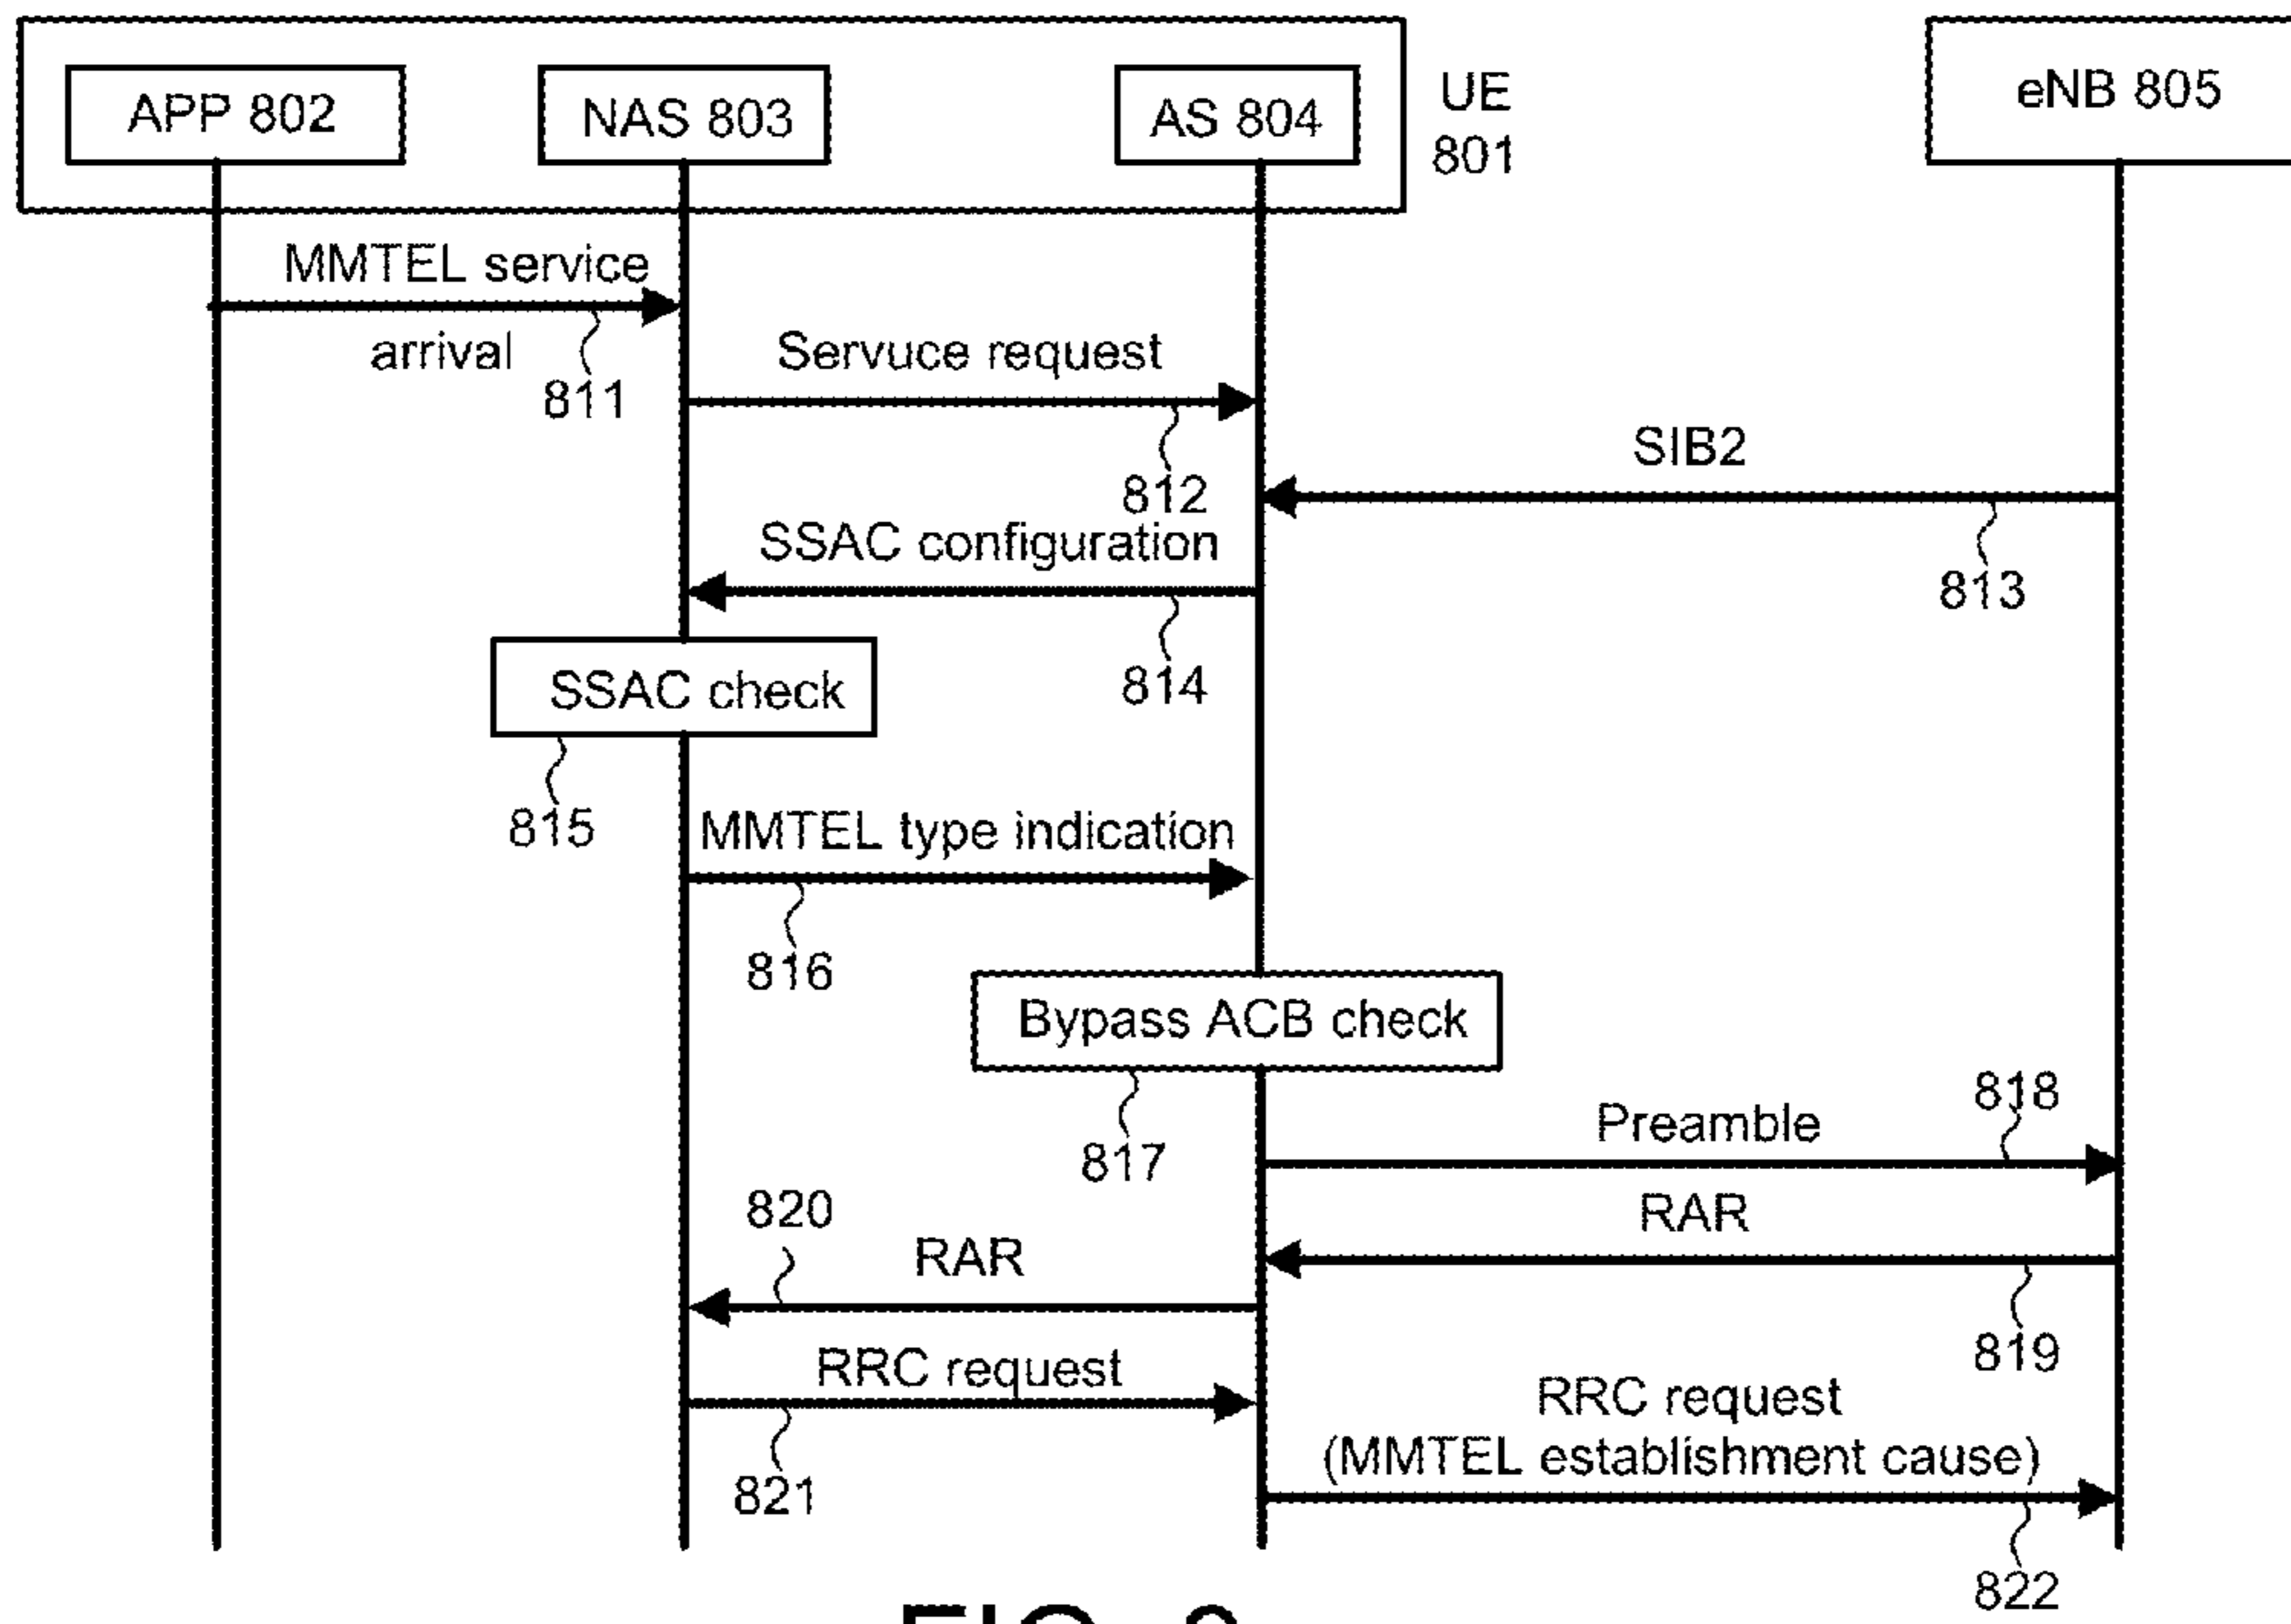 APP 802
NAS 803
AS 804
UE
801
eNB 805
MMTEL service
arrival
811
Servuce request
812
SIB2
813
SSAC configuration
814
SSAC check
815
MMTEL type indication
816
Bypass ACB check
817
Preamble
818
RAR
819
820
RAR
RRC request
821
RRC request
(MMTEL establishment cause)
822